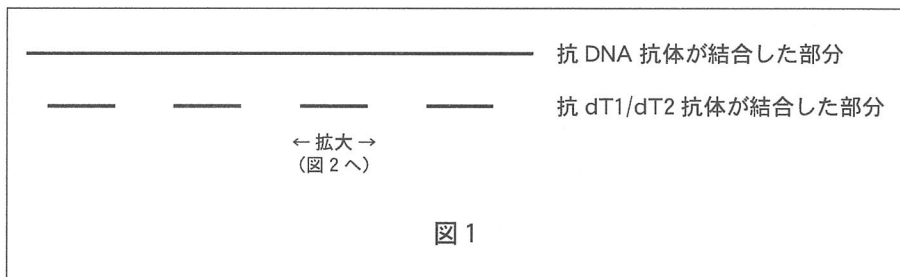 抗 DNA 抗体が結合した部分
抗 dT1/dT2 抗体が結合した部分
← 拡大 →
（図 2 へ）
図 1